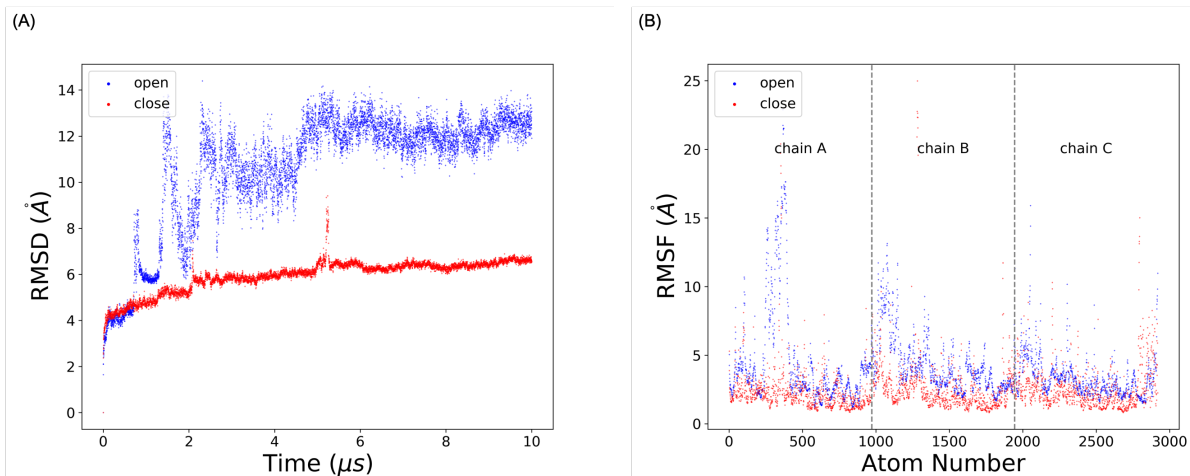 (A)
open
close
14
12
10
8
6
4
2
0
RMSD (Å)
0
2
4
6
8
10
Time (μs)
(B)
open
close
chain A
chain B
chain C
25
20
15
10
5
0
RMSF (Å)
0
500
1000
1500
2000
2500
3000
Atom Number